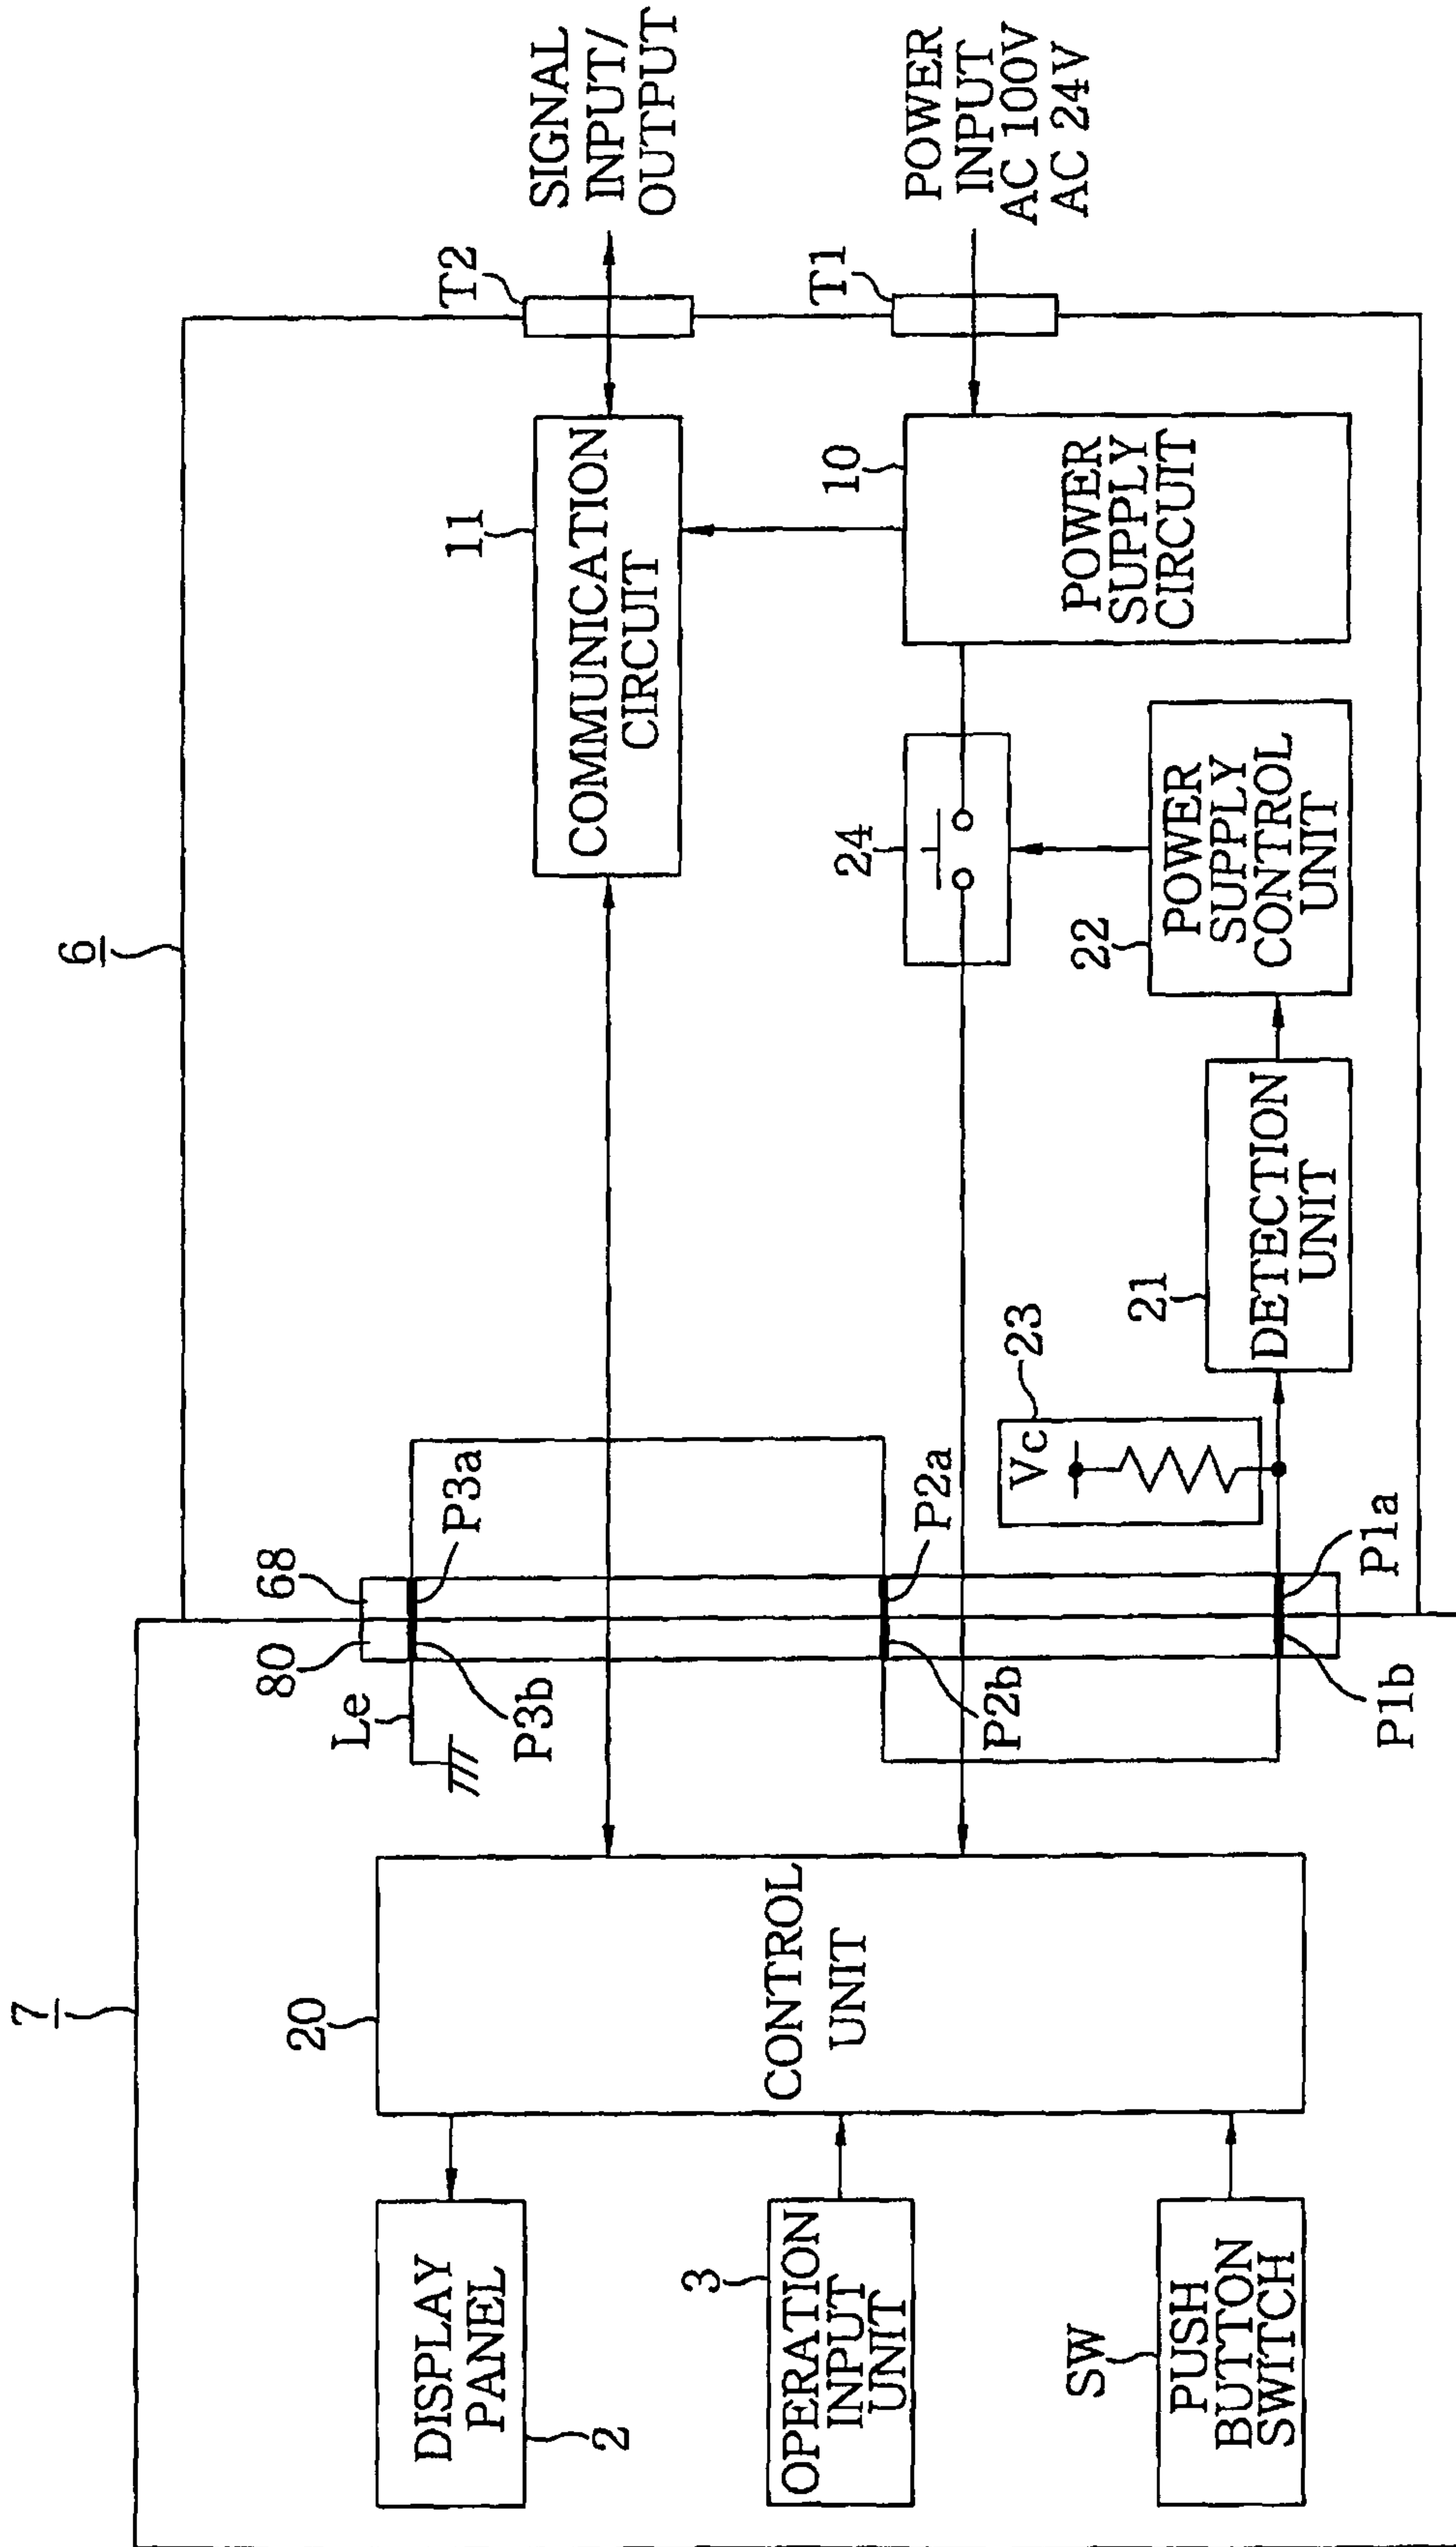 7
6
DISPLAY
PANEL
2
20
CONTROL
UNIT
Le
80
68
P3b
P3a
11
COMMUNICATION
CIRCUIT
T2
SIGNAL
INPUT/
OUTPUT
OPERATION
INPUT
UNIT
3
P2b
P2a
24
10
POWER
SUPPLY
CIRCUIT
T1
POWER
INPUT
AC 100V
AC 24V
23
Vc
21
DETECTION
UNIT
22
POWER
SUPPLY
CONTROL
UNIT
SW
PUSH
BUTTON
SWITCH
P1b
P1a